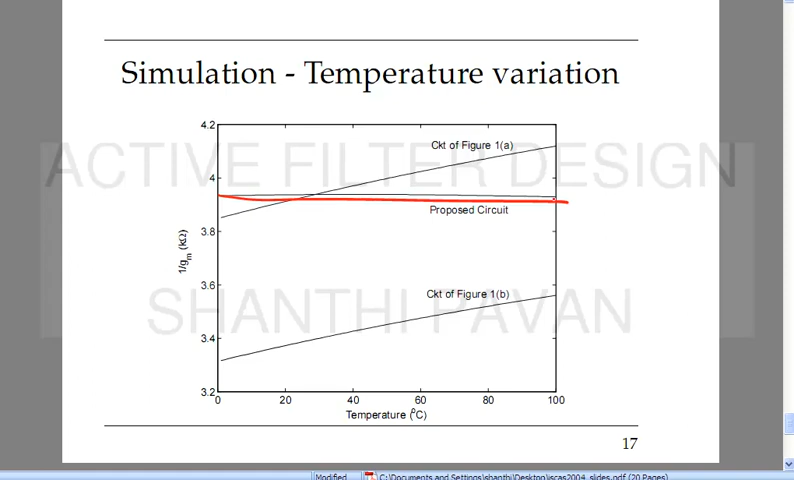 Simulation - Temperature variation
4.2
Ckt of Figure 1(a)
ACTIVE FILTER DESIGN
4
Proposed Circuit
3.8
1/gm (kΩ)
3.6
Ckt of Figure 1(b)
SHANTHI PAVAN
3.4
3.2
0 20 40 60 80 100
Temperature (°C)
17
Modified C:\Documents and Settings\shanthi\Desktop\iscas2004_slides.pdf (20 Pages)